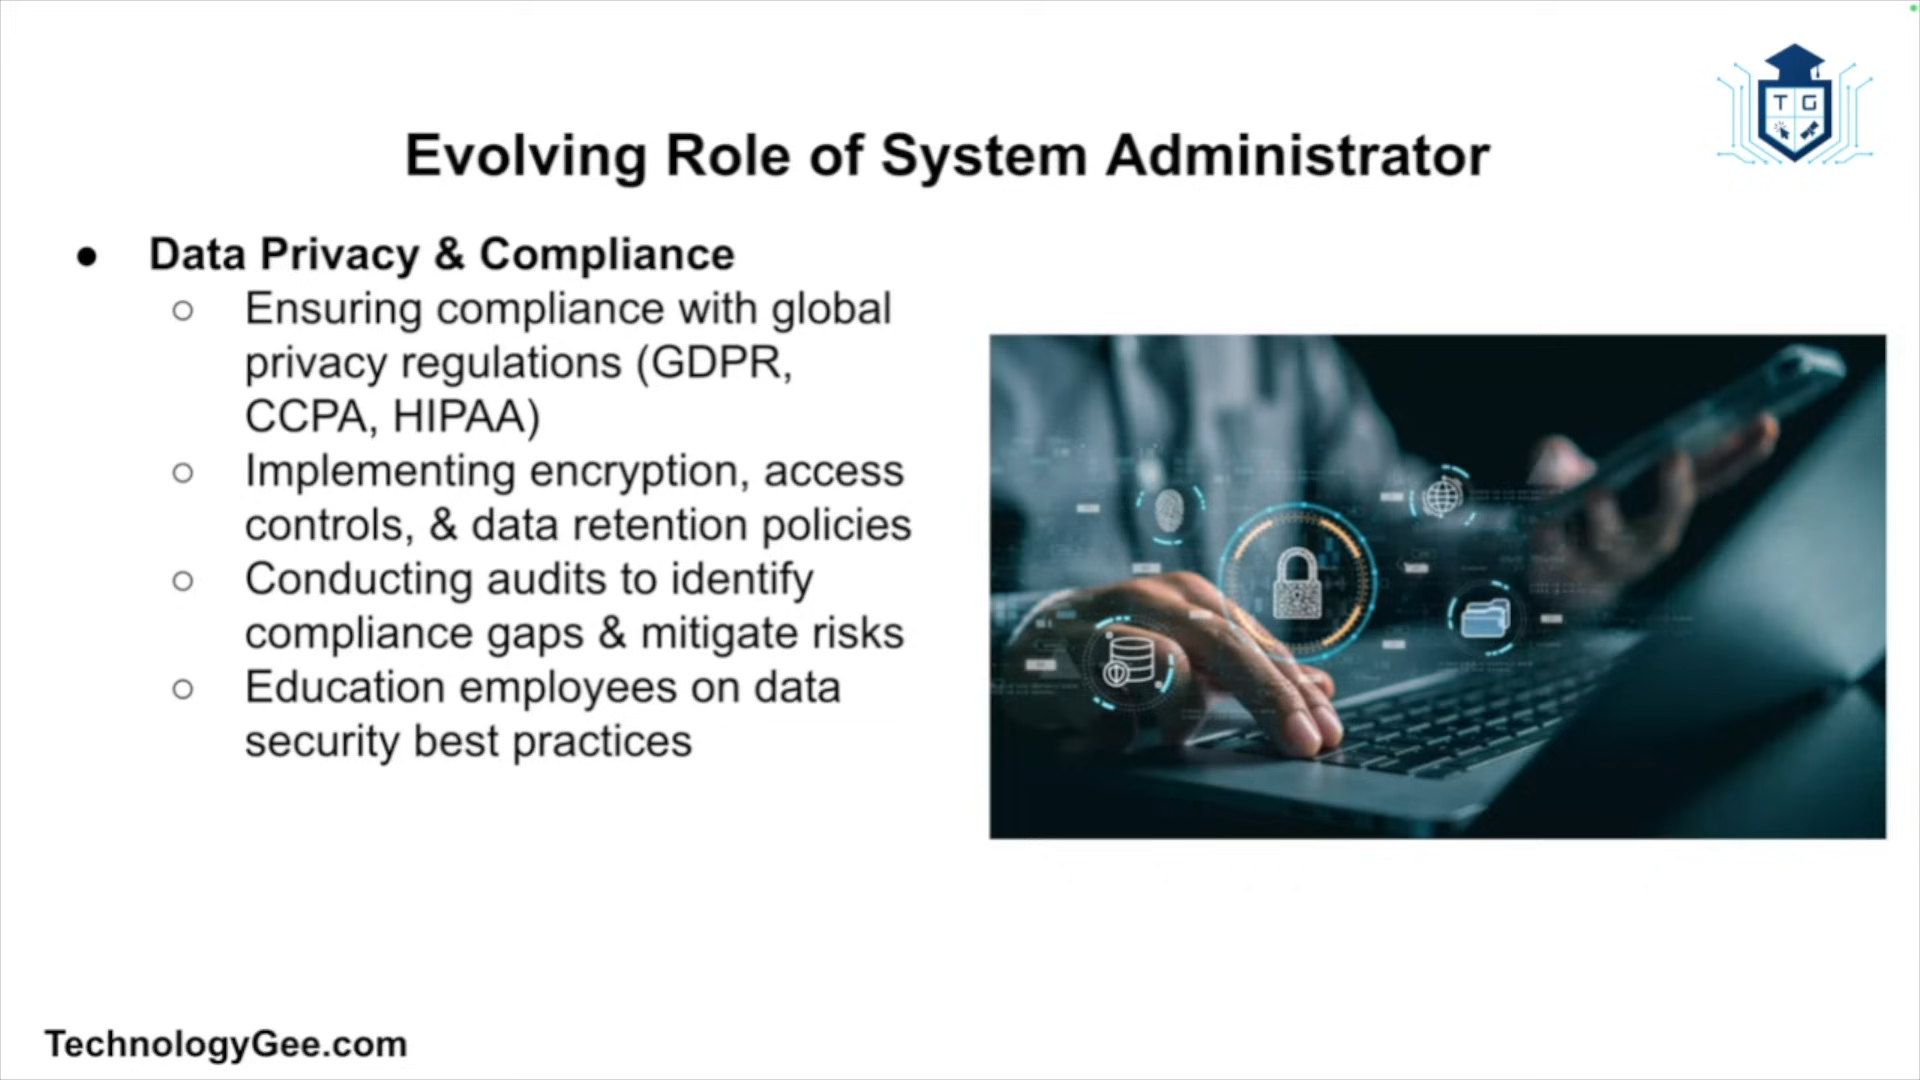 T G
Evolving Role of System Administrator
● Data Privacy & Compliance
○ Ensuring compliance with global
privacy regulations (GDPR,
CCPA, HIPAA)
○ Implementing encryption, access
controls, & data retention policies
○ Conducting audits to identify
compliance gaps & mitigate risks
○ Education employees on data
security best practices
TechnologyGee.com